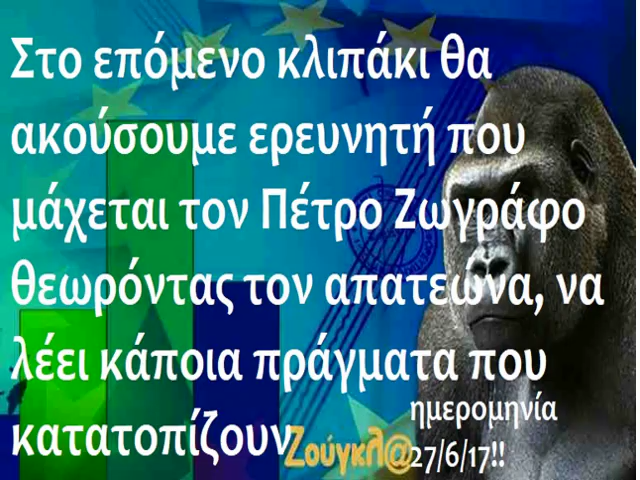 Στο επόμενο κλιπάκι θα
ακούσουμε ερευνητή που
μάχεται τον Πέτρο Ζωγράφο
θεωρόντας τον απατεωνα, να
λέει κάποια πράγματα που
κατατοπίζουν
Ζούγκλ@
ημερομηνία
27/6/17!!